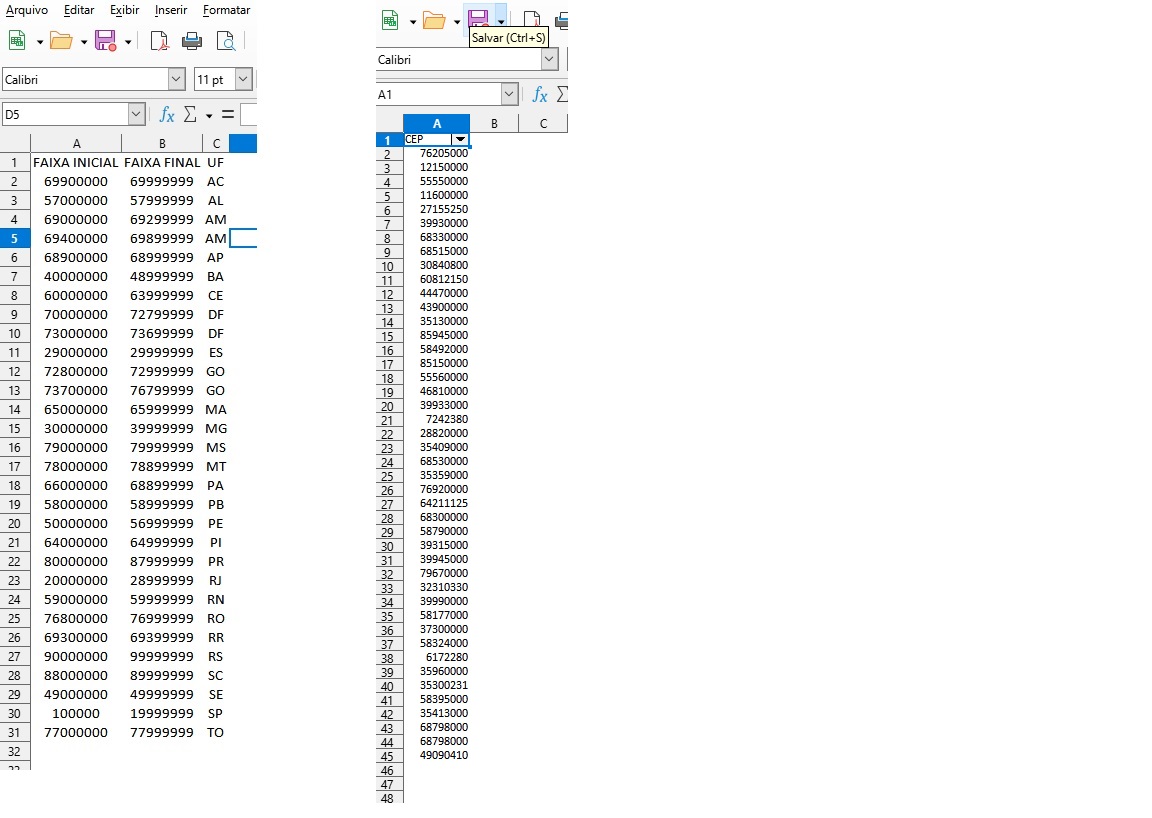 Arquivo Editar Exibir Inserir Formatar
Calibri 11 pt
D5
A B C
1 FAIXA INICIAL FAIXA FINAL UF
2 69900000 69999999 AC
3 57000000 57999999 AL
4 69000000 69299999 AM
5 69400000 69899999 AM
6 68900000 68999999 AP
7 40000000 48999999 BA
8 60000000 63999999 CE
9 70000000 72799999 DF
10 73000000 73699999 DF
11 29000000 29999999 ES
12 72800000 72999999 GO
13 73700000 76799999 GO
14 65000000 65999999 MA
15 30000000 39999999 MG
16 79000000 79999999 MS
17 78000000 78899999 MT
18 66000000 68899999 PA
19 58000000 58999999 PB
20 50000000 56999999 PE
21 64000000 64999999 PI
22 80000000 87999999 PR
23 20000000 28999999 RJ
24 59000000 59999999 RN
25 76800000 76999999 RO
26 69300000 69399999 RR
27 90000000 99999999 RS
28 88000000 89999999 SC
29 49000000 49999999 SE
30 100000 19999999 SP
31 77000000 77999999 TO
32
Salvar (Ctrl+S)
Calibri
A1
A B C
1 CEP
2 76205000
3 12150000
4 55550000
5 11600000
6 27155250
7 39930000
8 68330000
9 68515000
10 30840800
11 60812150
12 44470000
13 43900000
14 35130000
15 85945000
16 58492000
17 85150000
18 55560000
19 46810000
20 39933000
21 7242380
22 28820000
23 35409000
24 68530000
25 35359000
26 76920000
27 64211125
28 68300000
29 58790000
30 39315000
31 39945000
32 79670000
33 32310330
34 39990000
35 58177000
36 37300000
37 58324000
38 6172280
39 35960000
40 35300231
41 58395000
42 35413000
43 68798000
44 68798000
45 49090410
46
47
48